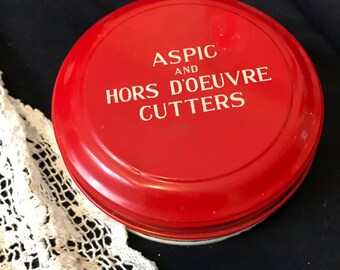 ASPIC
AND
HORS D'OEUVRE
CUTTERS